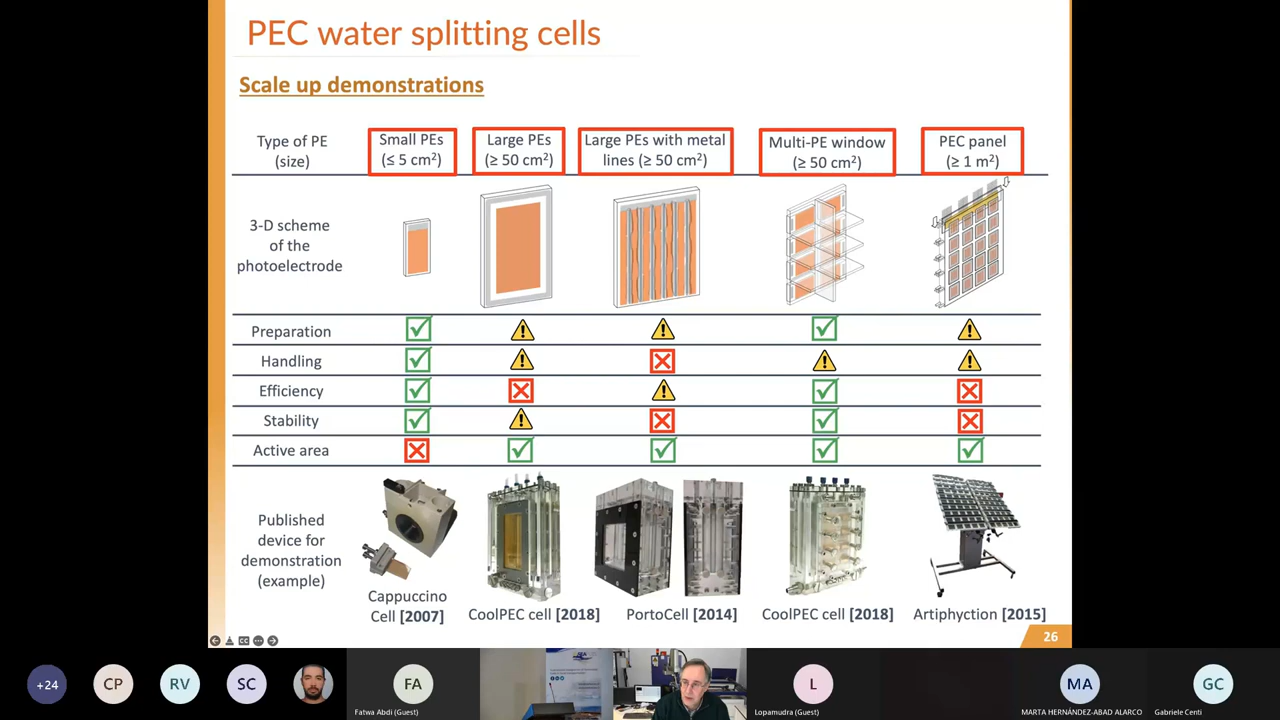 PEC water splitting cells
Scale up demonstrations
Type of PE
(size)
Small PEs
(≤ 5 cm²)
Large PEs
(≥ 50 cm²)
Large PEs with metal
lines (≥ 50 cm²)
Multi-PE window
(≥ 50 cm²)
PEC panel
(≥ 1 m²)
3-D scheme
of the
photoelectrode
Preparation
Handling
Efficiency
Stability
Active area
Published
device for
demonstration
(example)
Cappuccino
Cell [2007]
CoolPEC cell [2018]
PortoCell [2014]
CoolPEC cell [2018]
Artiphyction [2015]
26
+24
CP
RV
SC
FA
Fatwa Abdi (Guest)
L
Lopamudra (Guest)
MA
MARTA HERNÁNDEZ-ABAD ALARCO
GC
Gabriele Centi